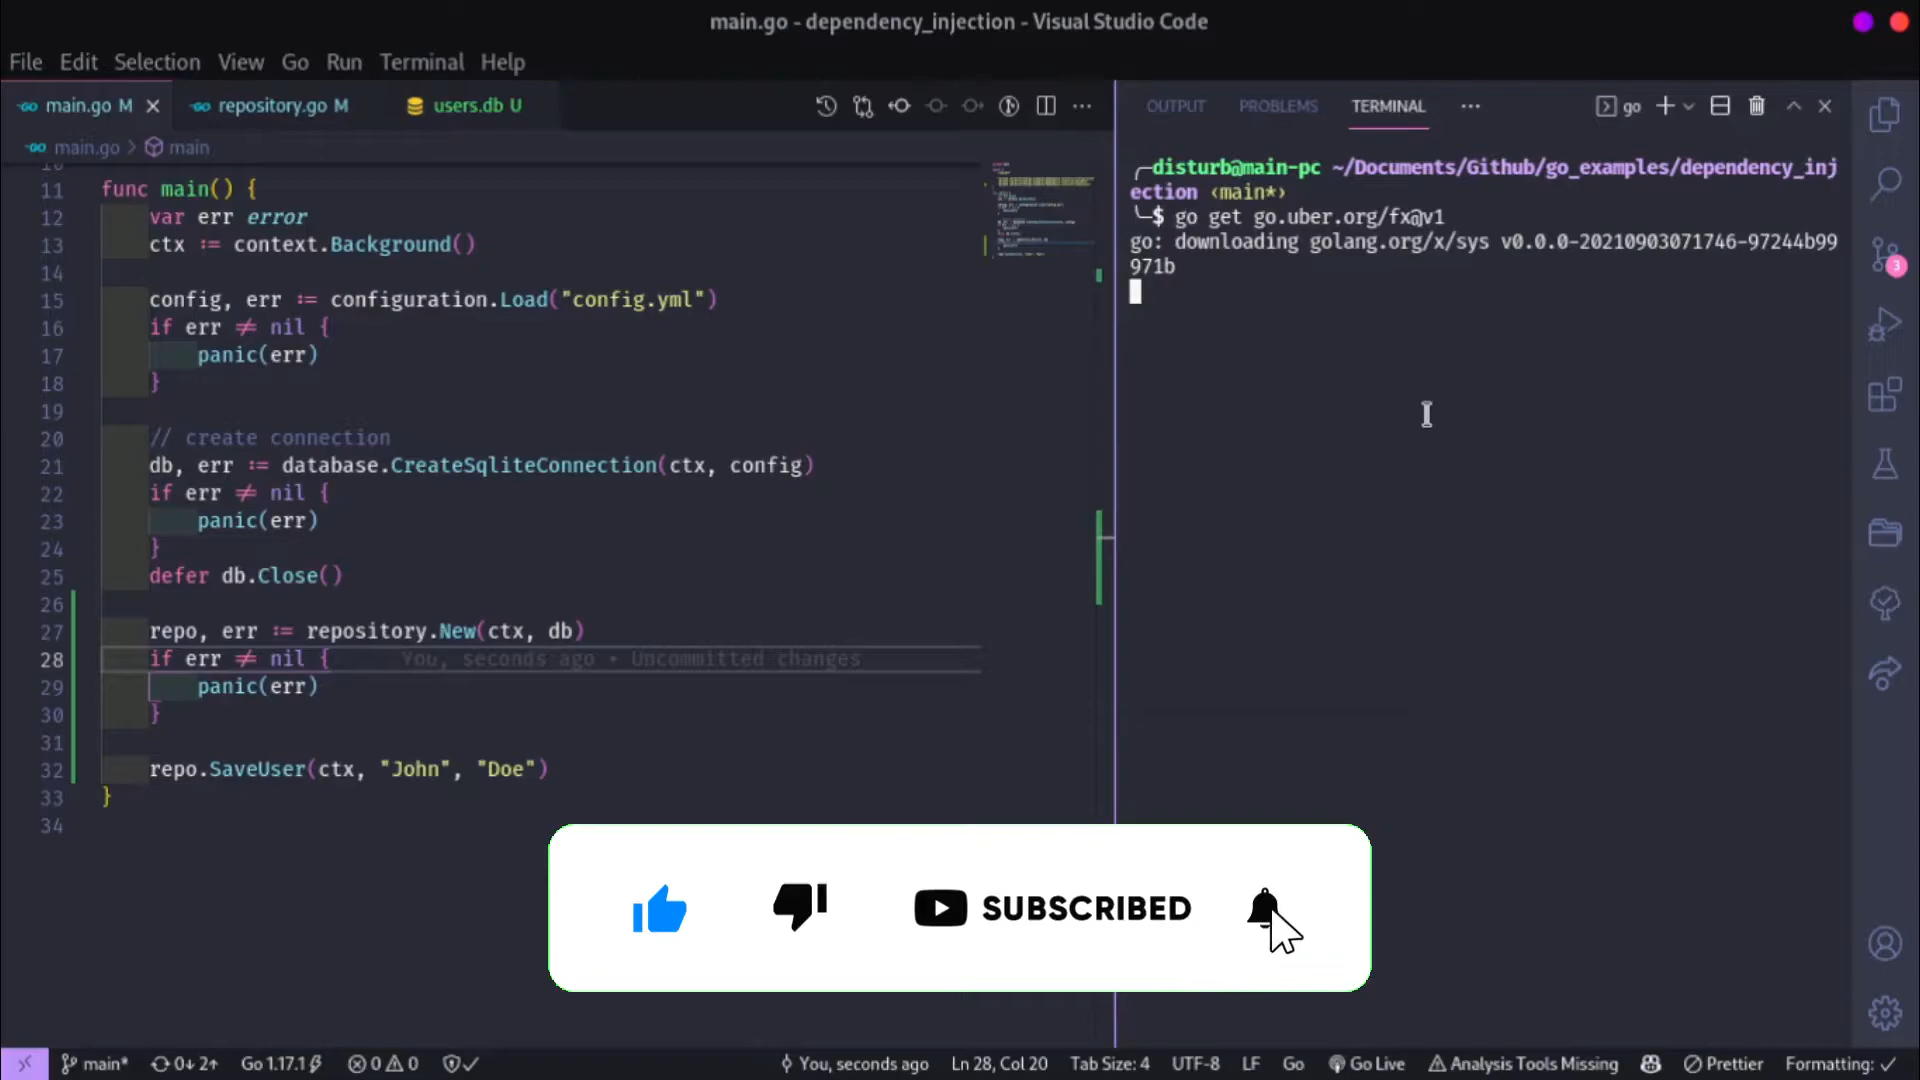 main.go - dependency_injection - Visual Studio Code
File Edit Selection View Go Run Terminal Help
main.go M repository.go M users.db U
OUTPUT PROBLEMS TERMINAL go
main.go > main
11 func main() {
12 var err error
13 ctx := context.Background()
14
15 config, err := configuration.Load("config.yml")
16 if err ≠ nil {
17 panic(err)
18 }
19
20 // create connection
21 db, err := database.CreateSqliteConnection(ctx, config)
22 if err ≠ nil {
23 panic(err)
24 }
25 defer db.Close()
26
27 repo, err := repository.New(ctx, db)
28 if err ≠ nil { You, seconds ago • Uncommitted changes
29 panic(err)
30 }
31
32 repo.SaveUser(ctx, "John", "Doe")
33 }
34
disturb@main-pc ~/Documents/Github/go_examples/dependency_inj
ection ‹main*›
$ go get go.uber.org/fx@v1
go: downloading golang.org/x/sys v0.0.0-20210903071746-97244b99
971b
3
SUBSCRIBED
main* 0↓ 2↑ Go 1.17.1 0 0 You, seconds ago Ln 28, Col 20 Tab Size: 4 UTF-8 LF Go Go Live Analysis Tools Missing Prettier Formatting: ✓